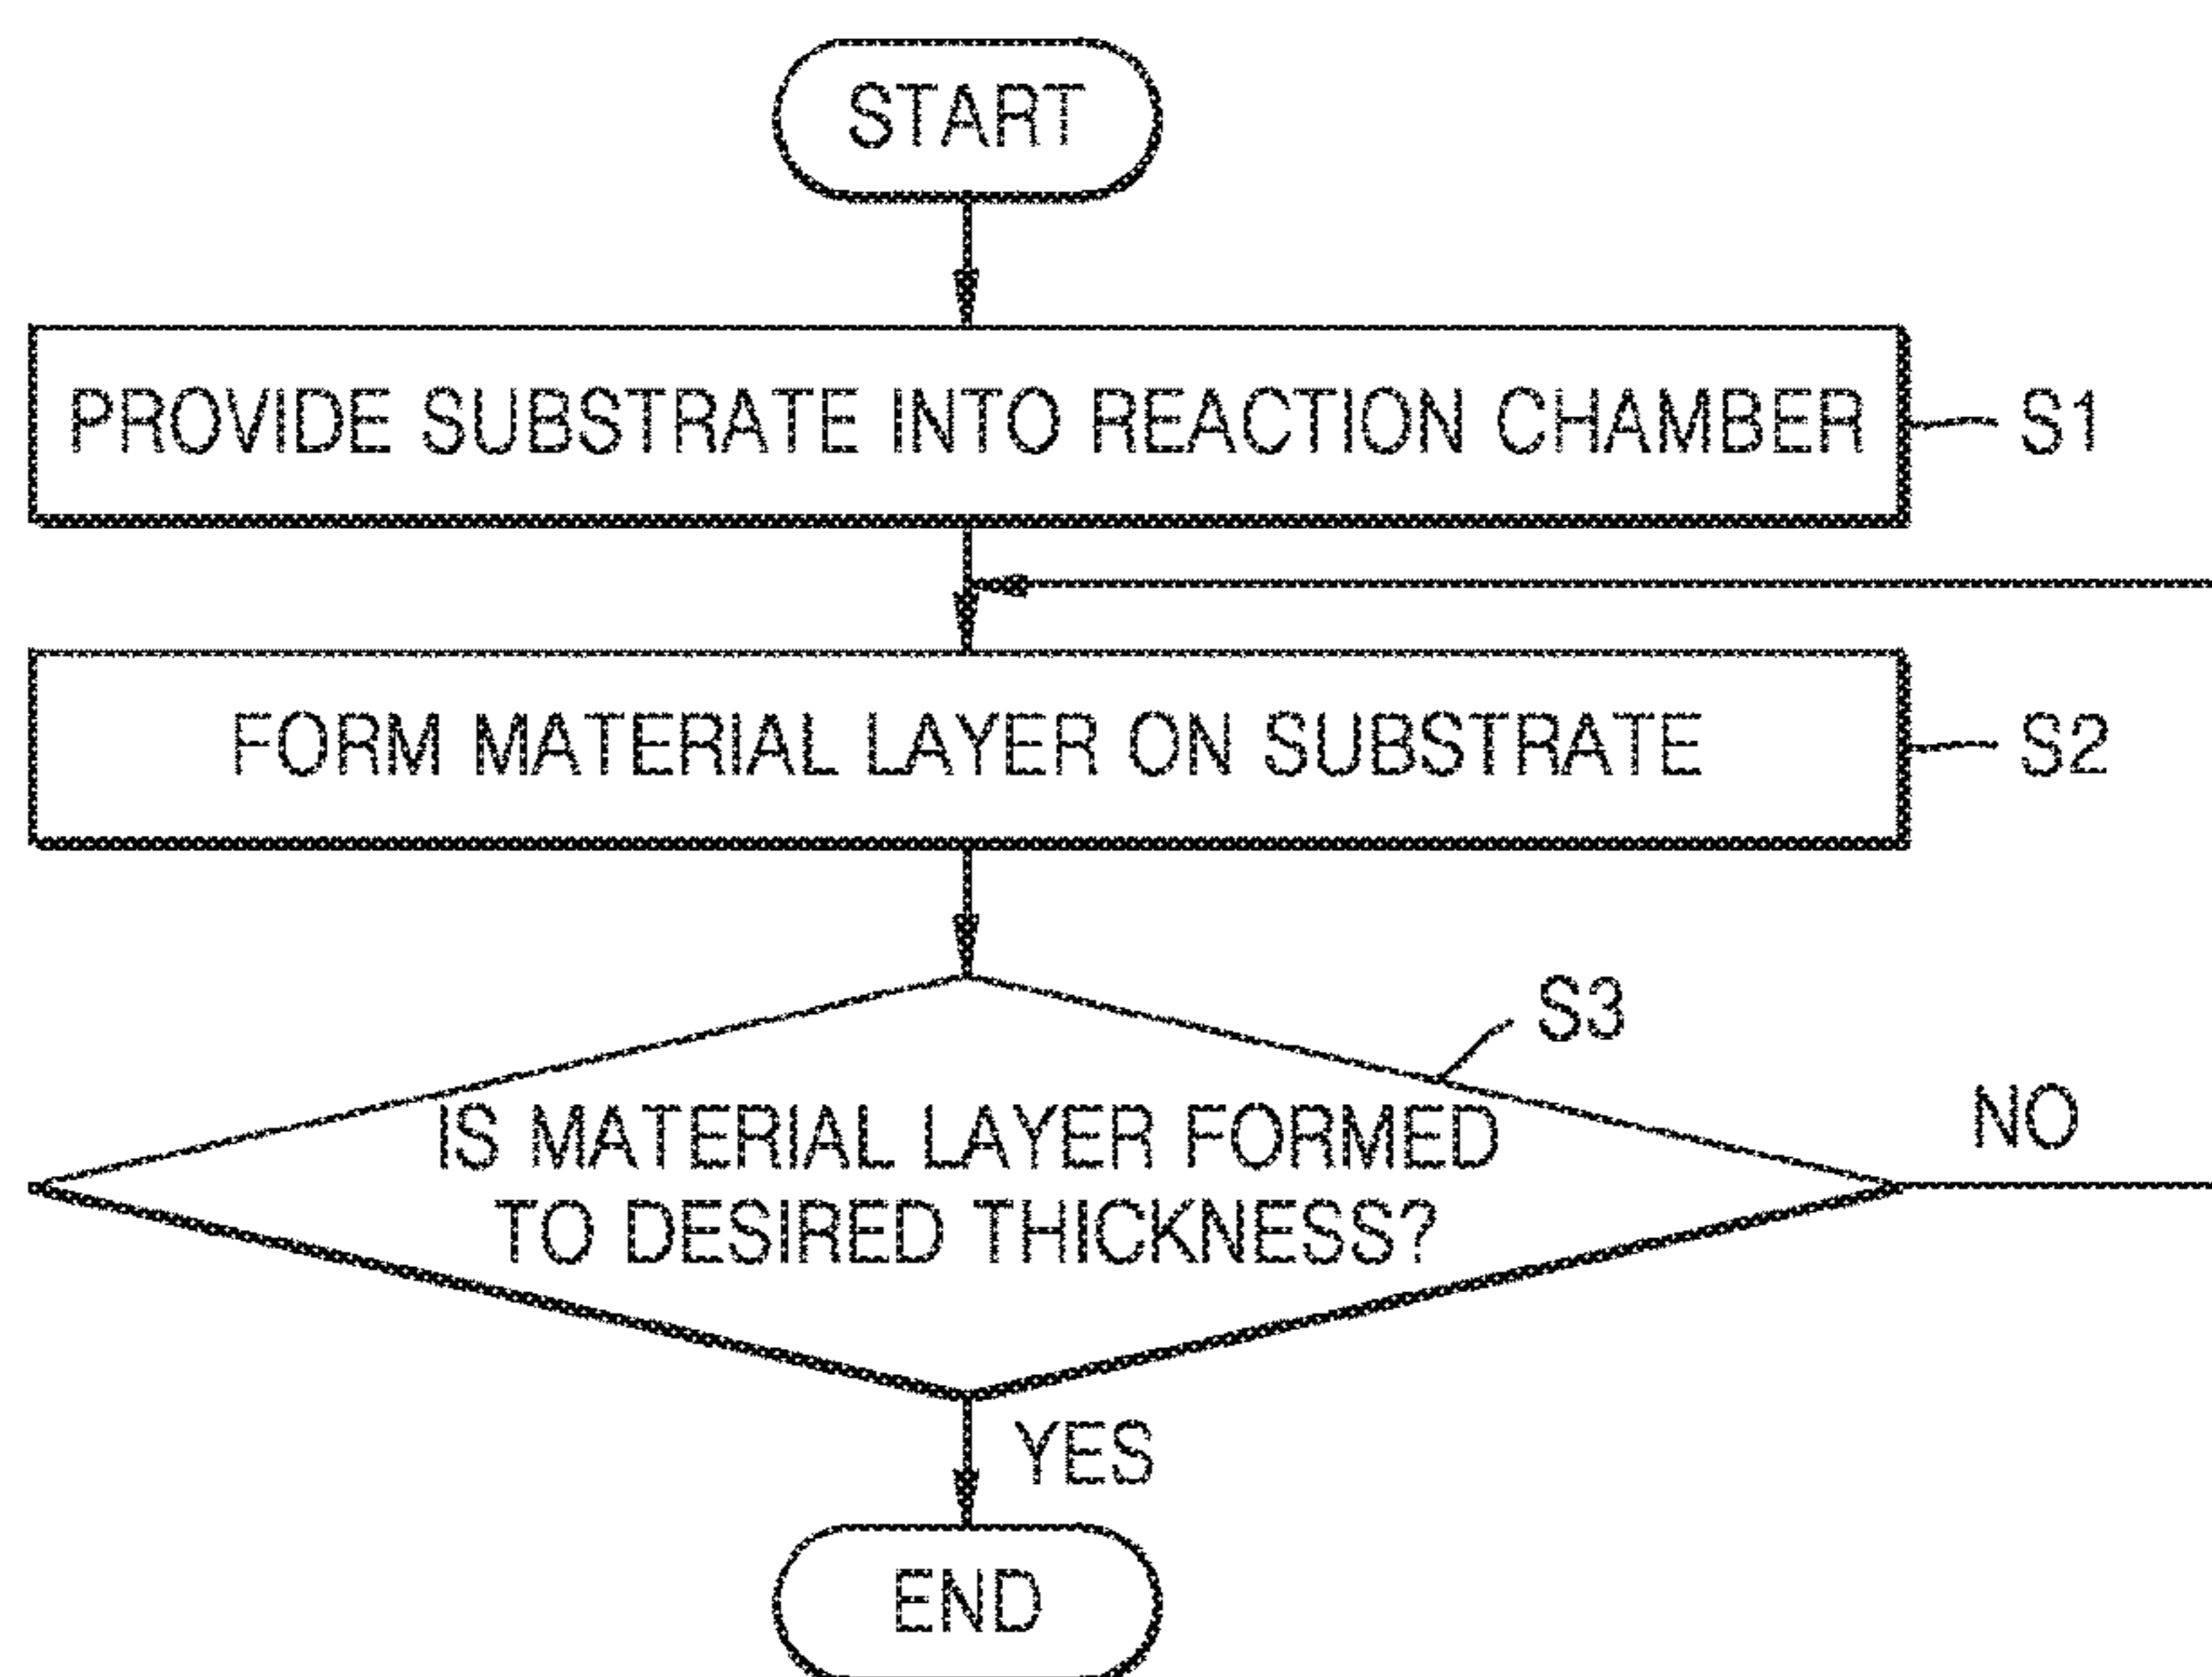 START
PROVIDE SUBSTRATE INTO REACTION CHAMBER
S1
FORM MATERIAL LAYER ON SUBSTRATE
S2
S3
IS MATERIAL LAYER FORMED
TO DESIRED THICKNESS?
NO
YES
END